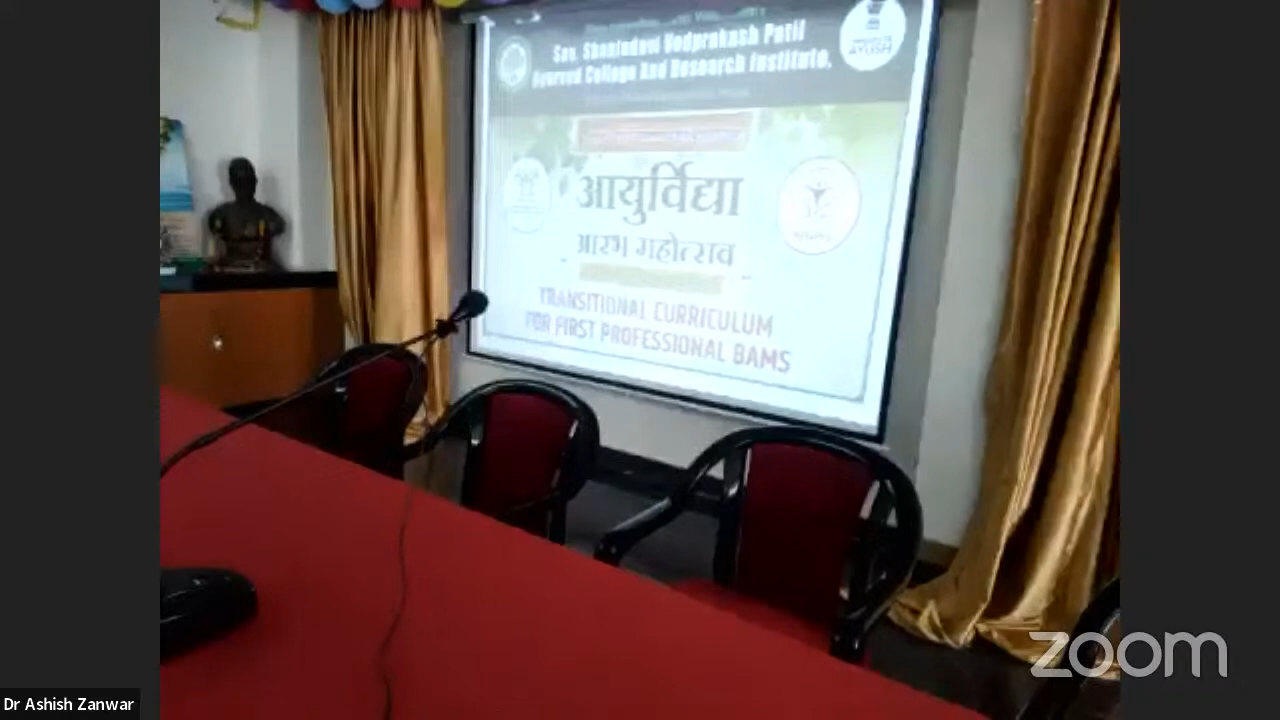 Sau. Shantadevi Vedprakash Patil
Ayurved College And Research Institute,
AYUSH
आयुर्विद्या
आरंभ महोत्सव
TRANSITIONAL CURRICULUM
FOR FIRST PROFESSIONAL BAMS
zoom
Dr Ashish Zanwar